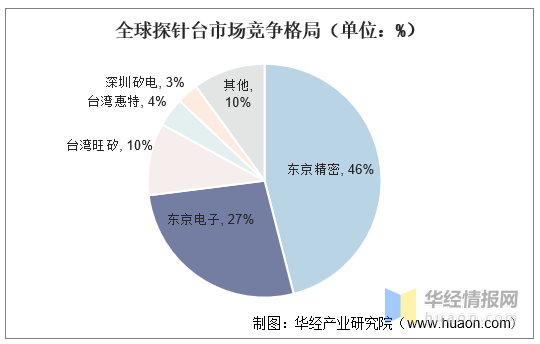 全球探针台市场竞争格局（单位：%）
深圳矽电, 3%
其他,
10%
台湾惠特, 4%
台湾旺矽, 10%
东京精密, 46%
东京电子, 27%
华经情报网
huaon.com
制图：华经产业研究院（www.huaon.com）